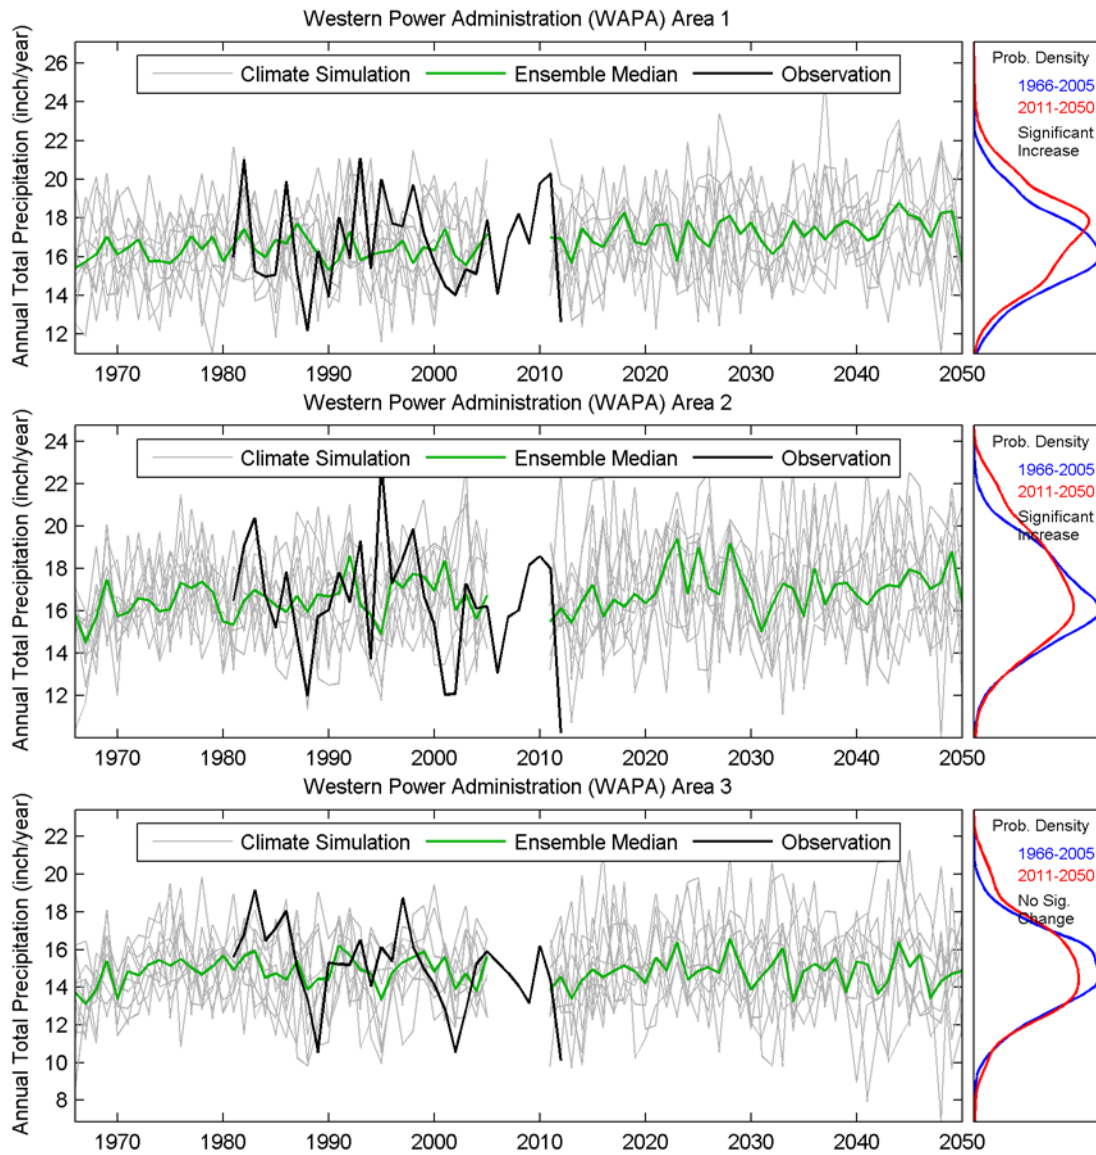 Western Power Administration (WAPA) Area 1
Annual Total Precipitation (inch/year)
26
24
22
20
18
16
14
12
Climate Simulation Ensemble Median Observation
1970 1980 1990 2000 2010 2020 2030 2040 2050
Prob. Density
1966-2005
2011-2050
Significant
Increase
Western Power Administration (WAPA) Area 2
Annual Total Precipitation (inch/year)
24
22
20
18
16
14
12
Climate Simulation Ensemble Median Observation
1970 1980 1990 2000 2010 2020 2030 2040 2050
Prob. Density
1966-2005
2011-2050
Significant
Increase
Western Power Administration (WAPA) Area 3
Annual Total Precipitation (inch/year)
22
20
18
16
14
12
10
8
Climate Simulation Ensemble Median Observation
1970 1980 1990 2000 2010 2020 2030 2040 2050
Prob. Density
1966-2005
2011-2050
No Sig.
Change